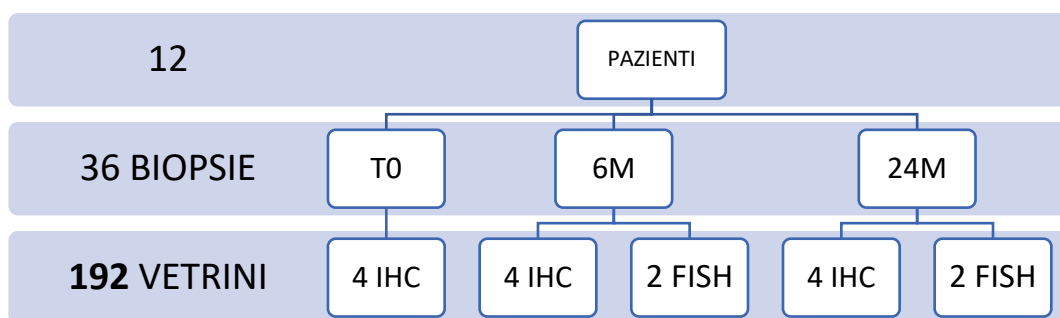 12
PAZIENTI
36 BIOPSIE
T0
6M
24M
192 VETRINI
4 IHC
4 IHC
2 FISH
4 IHC
2 FISH